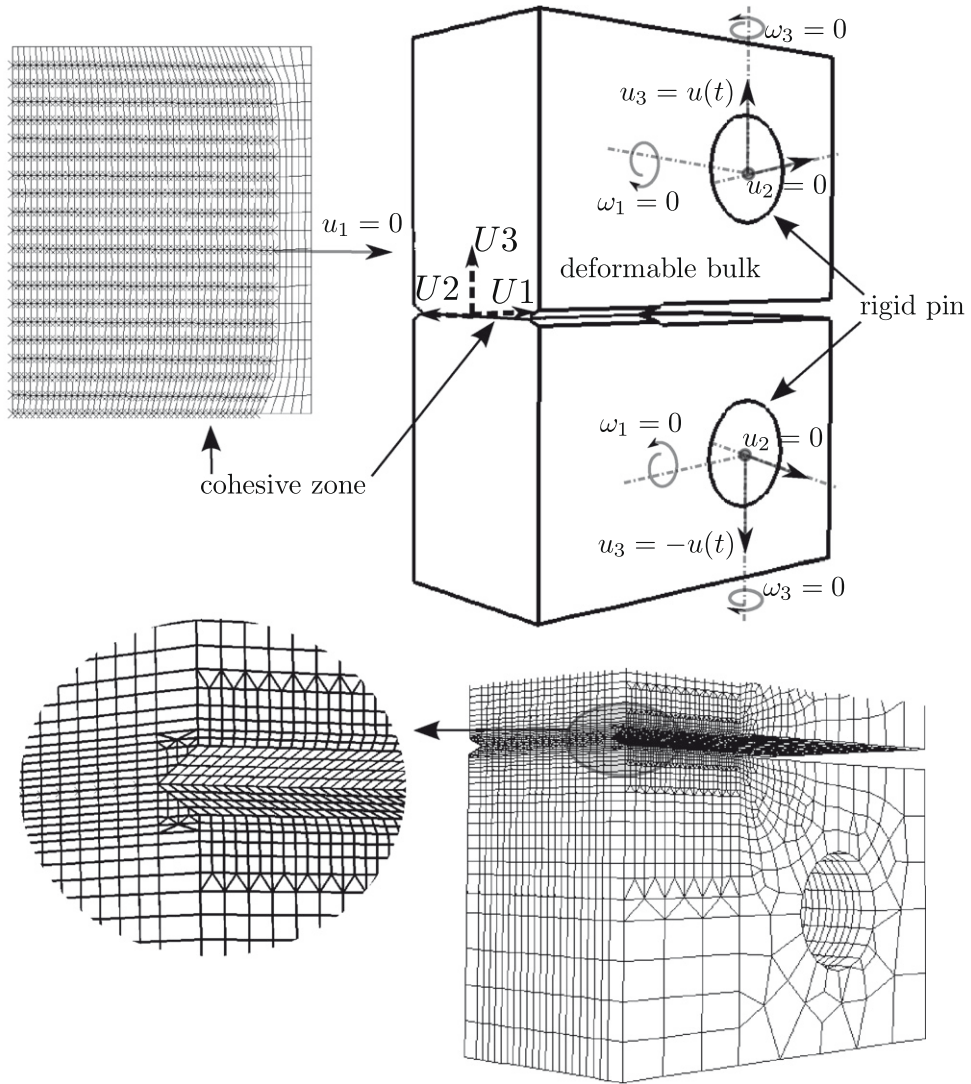 ω₃ = 0
u₃ = u(t)
u₂ = 0
ω₁ = 0
u₁ = 0
U3
deformable bulk
U2
U1
rigid pin
ω₁ = 0
u₂ = 0
cohesive zone
u₃ = −u(t)
ω₃ = 0